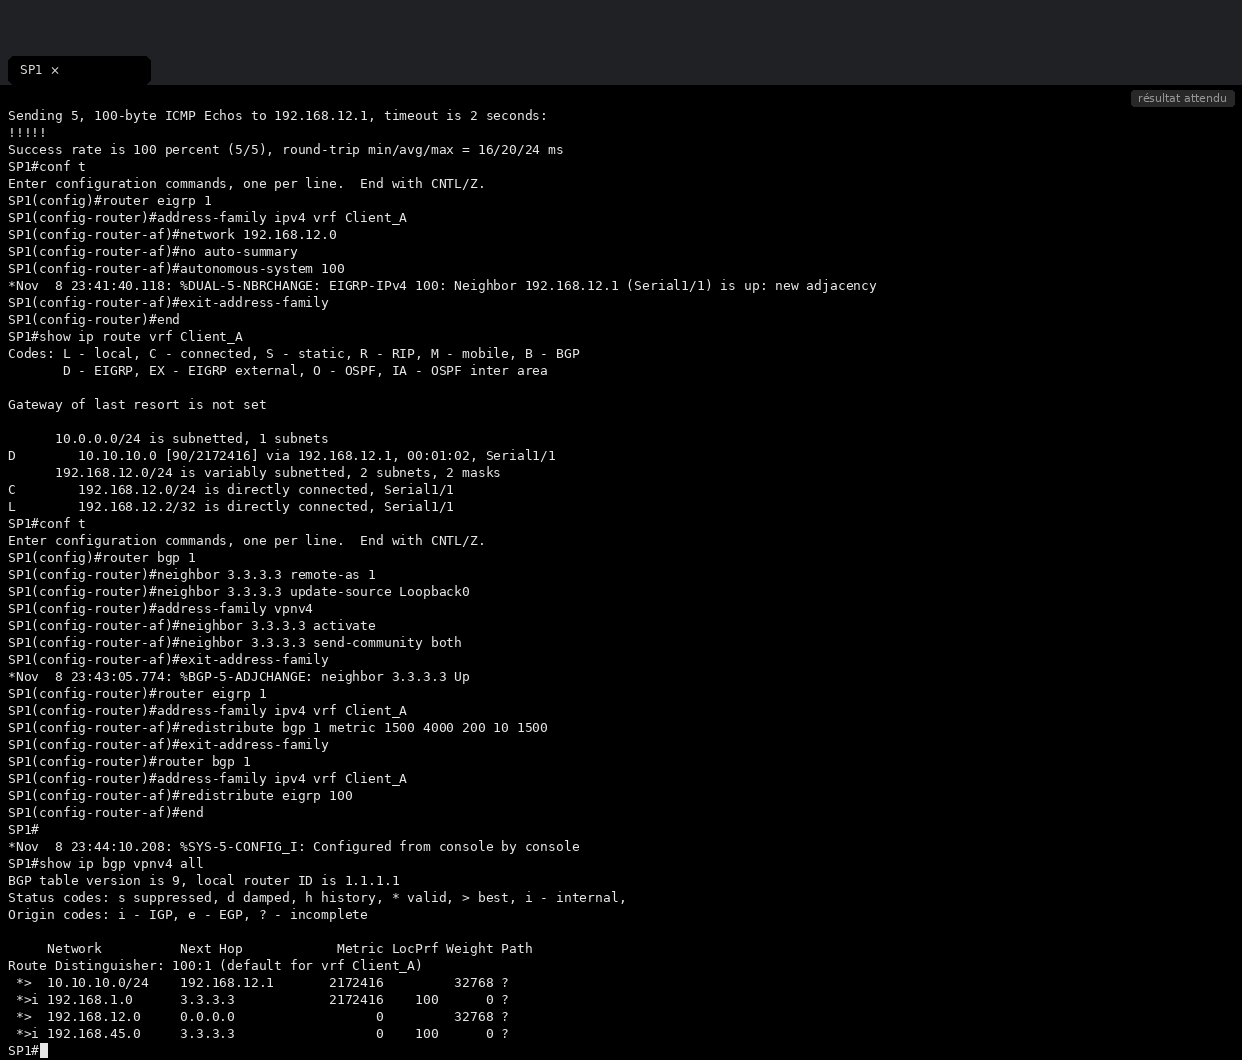 SP1 ×
résultat attendu
Sending 5, 100-byte ICMP Echos to 192.168.12.1, timeout is 2 seconds:
!!!!!
Success rate is 100 percent (5/5), round-trip min/avg/max = 16/20/24 ms
SP1#conf t
Enter configuration commands, one per line.  End with CNTL/Z.
SP1(config)#router eigrp 1
SP1(config-router)#address-family ipv4 vrf Client_A
SP1(config-router-af)#network 192.168.12.0
SP1(config-router-af)#no auto-summary
SP1(config-router-af)#autonomous-system 100
*Nov  8 23:41:40.118: %DUAL-5-NBRCHANGE: EIGRP-IPv4 100: Neighbor 192.168.12.1 (Serial1/1) is up: new adjacency
SP1(config-router-af)#exit-address-family
SP1(config-router)#end
SP1#show ip route vrf Client_A
Codes: L - local, C - connected, S - static, R - RIP, M - mobile, B - BGP
       D - EIGRP, EX - EIGRP external, O - OSPF, IA - OSPF inter area
Gateway of last resort is not set
      10.0.0.0/24 is subnetted, 1 subnets
D        10.10.10.0 [90/2172416] via 192.168.12.1, 00:01:02, Serial1/1
      192.168.12.0/24 is variably subnetted, 2 subnets, 2 masks
C        192.168.12.0/24 is directly connected, Serial1/1
L        192.168.12.2/32 is directly connected, Serial1/1
SP1#conf t
Enter configuration commands, one per line.  End with CNTL/Z.
SP1(config)#router bgp 1
SP1(config-router)#neighbor 3.3.3.3 remote-as 1
SP1(config-router)#neighbor 3.3.3.3 update-source Loopback0
SP1(config-router)#address-family vpnv4
SP1(config-router-af)#neighbor 3.3.3.3 activate
SP1(config-router-af)#neighbor 3.3.3.3 send-community both
SP1(config-router-af)#exit-address-family
*Nov  8 23:43:05.774: %BGP-5-ADJCHANGE: neighbor 3.3.3.3 Up
SP1(config-router)#router eigrp 1
SP1(config-router)#address-family ipv4 vrf Client_A
SP1(config-router-af)#redistribute bgp 1 metric 1500 4000 200 10 1500
SP1(config-router-af)#exit-address-family
SP1(config-router)#router bgp 1
SP1(config-router)#address-family ipv4 vrf Client_A
SP1(config-router-af)#redistribute eigrp 100
SP1(config-router-af)#end
SP1#
*Nov  8 23:44:10.208: %SYS-5-CONFIG_I: Configured from console by console
SP1#show ip bgp vpnv4 all
BGP table version is 9, local router ID is 1.1.1.1
Status codes: s suppressed, d damped, h history, * valid, > best, i - internal,
Origin codes: i - IGP, e - EGP, ? - incomplete
     Network          Next Hop            Metric LocPrf Weight Path
Route Distinguisher: 100:1 (default for vrf Client_A)
 *>  10.10.10.0/24    192.168.12.1       2172416         32768 ?
 *>i 192.168.1.0      3.3.3.3            2172416    100      0 ?
 *>  192.168.12.0     0.0.0.0                  0         32768 ?
 *>i 192.168.45.0     3.3.3.3                  0    100      0 ?
SP1#